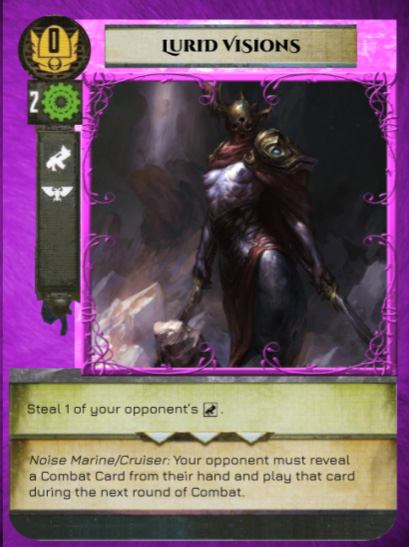 0
LURID VISIONS
2
Steal 1 of your opponent's .
Noise Marine/Cruiser: Your opponent must reveal
a Combat Card from their hand and play that card
during the next round of Combat.